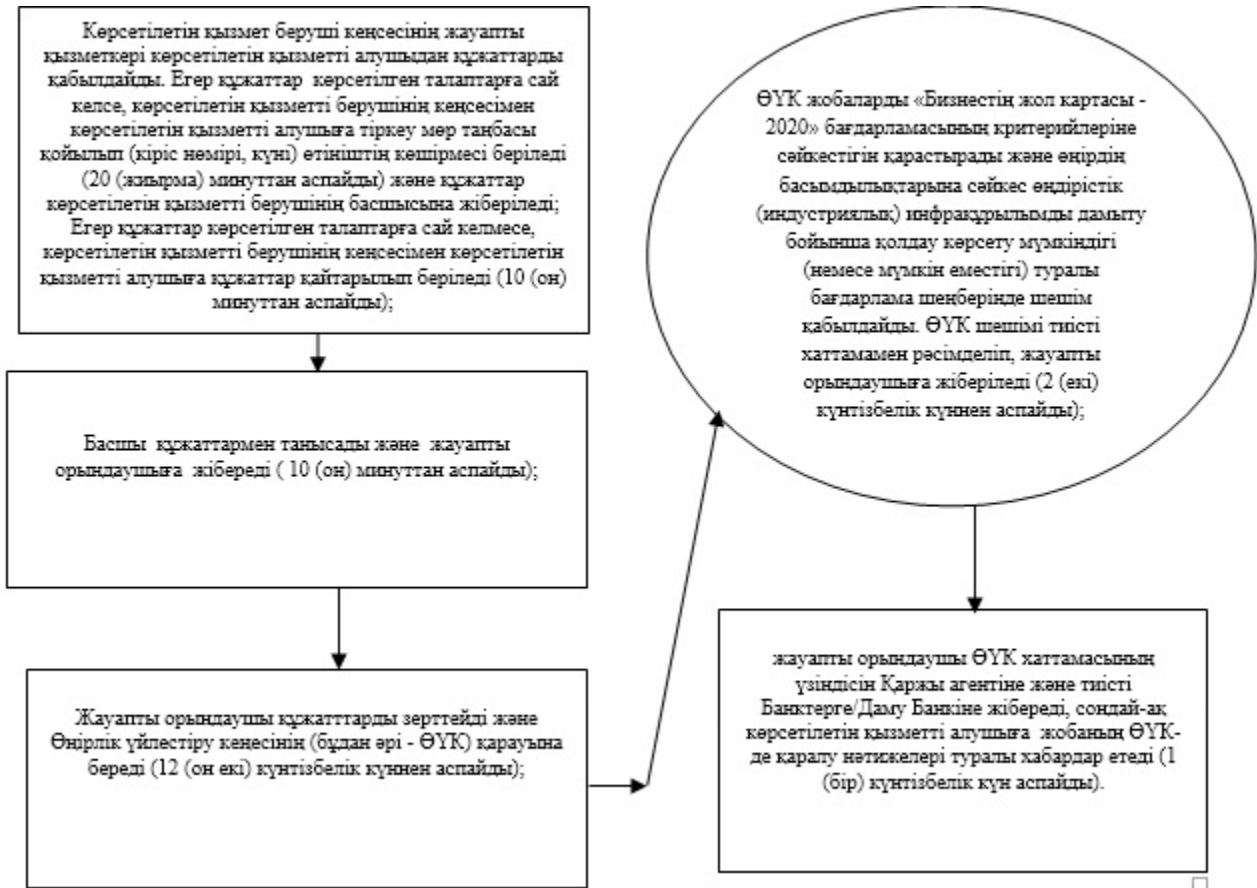 Көрсетілетін қызмет беруші кеңсесінің жауапты
қызметкері көрсетілетін қызметті алушыдан құжаттарды
қабылдайды. Егер құжаттар көрсетілген талаптарға сай
келсе, көрсетілетін қызметті берушінің кеңсесімен
көрсетілетін қызметті алушыға тіркеу мөр таңбасы
қойылып (кіріс нөмірі, күні) өтініштің көшірмесі беріледі
(20 (жиырма) минуттан аспайды) және құжаттар
көрсетілетін қызметті берушінің басшысына жіберіледі;
Егер құжаттар көрсетілген талаптарға сай келмесе,
көрсетілетін қызметті берушінің кеңсесімен көрсетілетін
қызметті алушыға құжаттар қайтарылып беріледі (10 (он)
минуттан аспайды);
Басшы құжаттармен танысады және жауапты
орындаушыға жібереді ( 10 (он) минуттан аспайды);
Жауапты орындаушы құжатттарды зерттейді және
Өңірлік үйлестіру кеңесінің (бұдан әрі - ӨҮК) қарауына
береді (12 (он екі) күнтізбелік күннен аспайды);
ӨҮК жобаларды «Бизнестің жол картасы -
2020» бағдарламасының критерийлеріне
сәйкестігін қарастырады және өңірдің
басымдылықтарына сәйкес өндірістік
(индустриялық) инфрақұрылымды дамыту
бойынша қолдау көрсету мүмкіндігі
(немесе мүмкін еместігі) туралы
бағдарлама шеңберінде шешім
қабылдайды. ӨҮК шешімі тиісті
хаттамамен рәсімделіп, жауапты
орындаушыға жіберіледі (2 (екі)
күнтізбелік күннен аспайды);
жауапты орындаушы ӨҮК хаттамасының
үзіндісін Қаржы агентіне және тиісті
Банктерге/Даму Банкіне жібереді, сондай-ақ
көрсетілетін қызметті алушыға жобаның ӨҮК-
де қаралу нәтижелері туралы хабардар етеді (1
(бір) күнтізбелік күн аспайды).